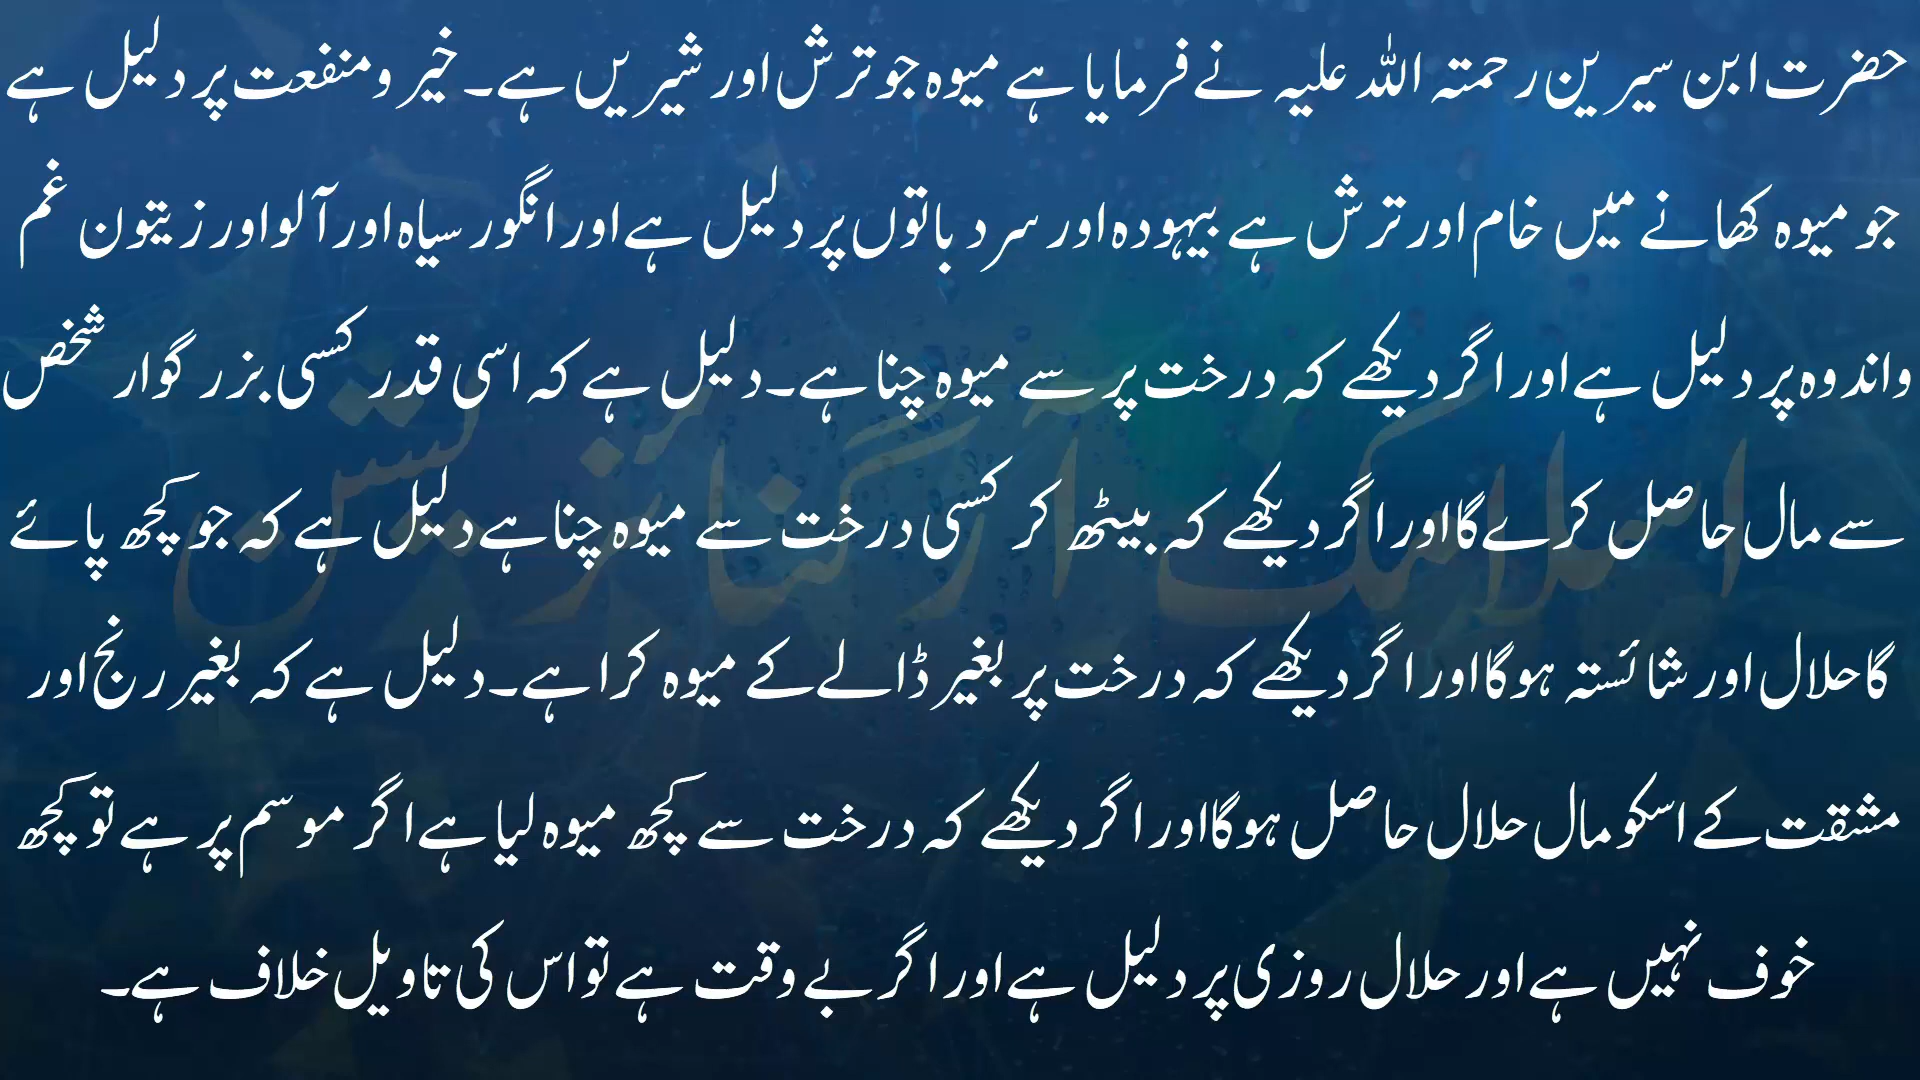 حضرت ابن سیرین رحمتہ اللہ علیہ نے فرمایا ہے میوہ جو ترش اور شیریں ہے۔ خیر و منفعت پر دلیل ہے
جو میوہ کھانے میں خام اور ترش ہے بیہودہ اور سرد باتوں پر دلیل ہے اور انگور سیاہ اور آلو اور زیتون غم
واندوہ پر دلیل ہے اور اگر دیکھے کہ درخت پر سے میوہ چنا ہے۔ دلیل ہے کہ اسی قدر کسی بزر گوار شخص
سے مال حاصل کرے گا اور اگر دیکھے کہ بیٹھ کر کسی درخت سے میوہ چنا ہے دلیل ہے کہ جو کچھ پائے
گا حلال اور شائستہ ہوگا اور اگر دیکھے کہ درخت پر بغیر ڈالے کے میوہ کرا ہے۔ دلیل ہے کہ بغیر رنج اور
مشقت کے اسکو مال حلال حاصل ہوگا اور اگر دیکھے کہ درخت سے کچھ میوہ لیا ہے اگر موسم پر ہے تو کچھ
خوف نہیں ہے اور حلال روزی پر دلیل ہے اور اگر بے وقت ہے تو اس کی تاویل خلاف ہے۔
اسلامک آرگنائزیشن